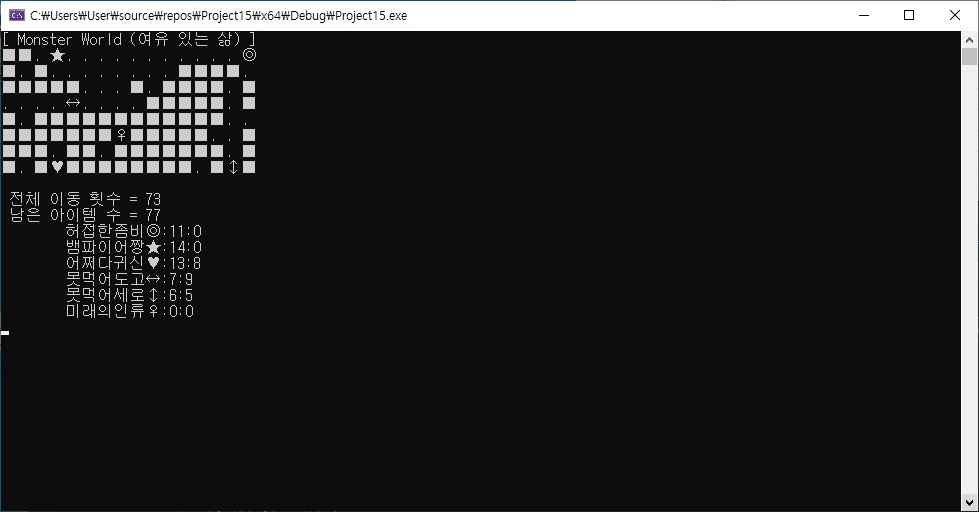 C:₩Users₩User₩source₩repos₩Project15₩x64₩Debug₩Project15.exe
[ Monster World (여유 있는 삶) ]
■■. ★. . . . . . . . . . . ◎
■. ■. . . . . . . . ■■■■. 
■■■■■. . . ■. ■■■■. ■
. . . . ↔. . . . ■■■■■. ■
■. ■■■■■■■■■■■■. . 
■■■■■■■♀■■■■■. . ■
■■■. ■■. ■■■■■■■. ■
■. ■♥■■■■■■■■. ■↕■
전체 이동 횟수 = 73
남은 아이템 수 = 77
허접한좀비◎:11:0
뱀파이어짱★:14:0
어쩌다귀신♥:13:8
못먹어도고↔:7:9
못먹어세로↕:6:5
미래의인류♀:0:0